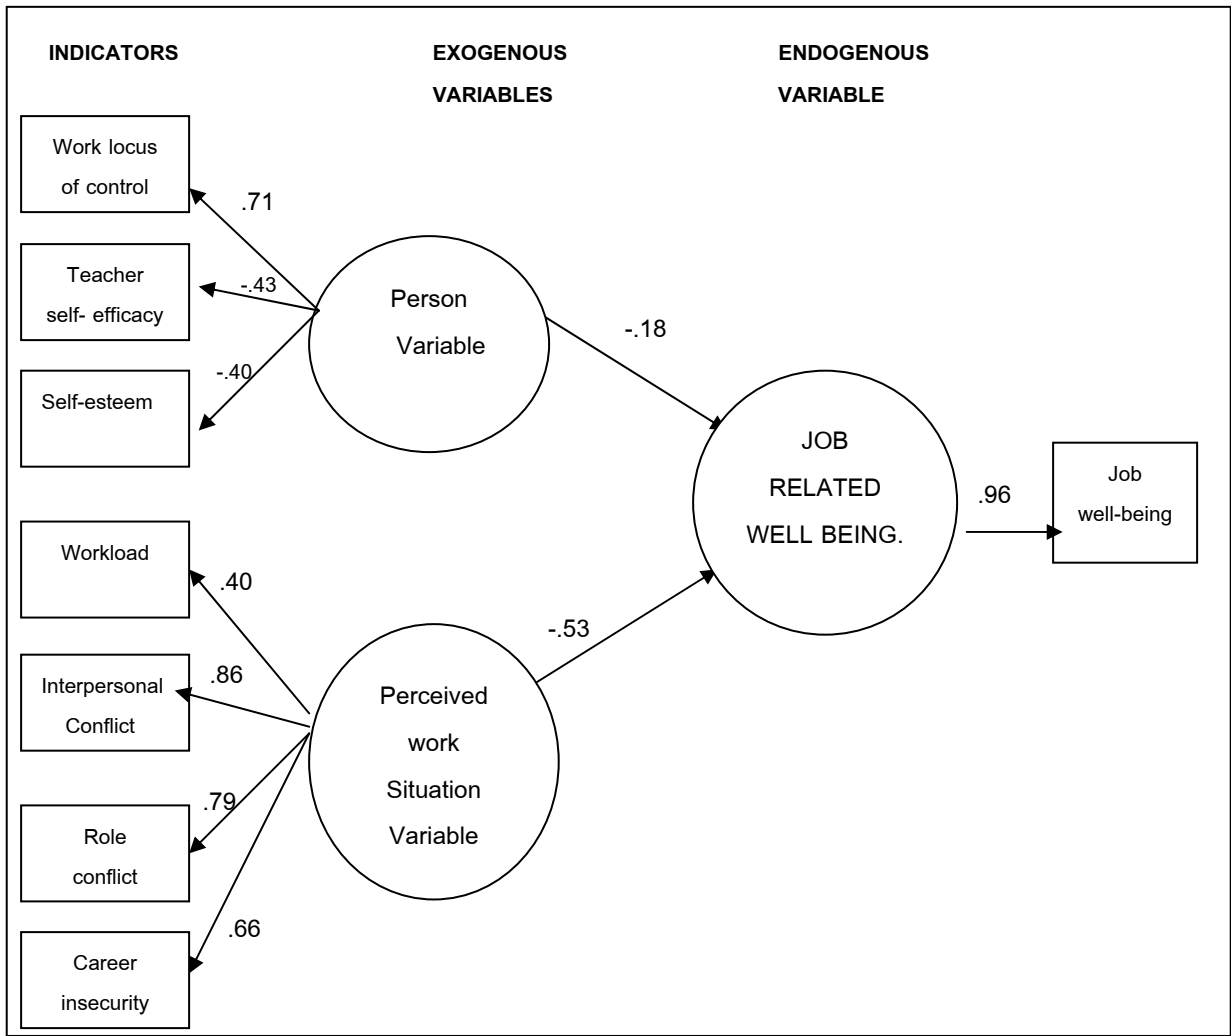 INDICATORS
EXOGENOUS
VARIABLES
ENDOGENOUS
VARIABLE
Work locus
of control
.71
Teacher
self- efficacy
-.43
Self-esteem
-.40
Person
Variable
-.18
JOB
RELATED
WELL BEING.
.96
Job
well-being
Workload
.40
Interpersonal
Conflict
.86
Role
conflict
.79
Career
insecurity
.66
Perceived
work
Situation
Variable
-.53